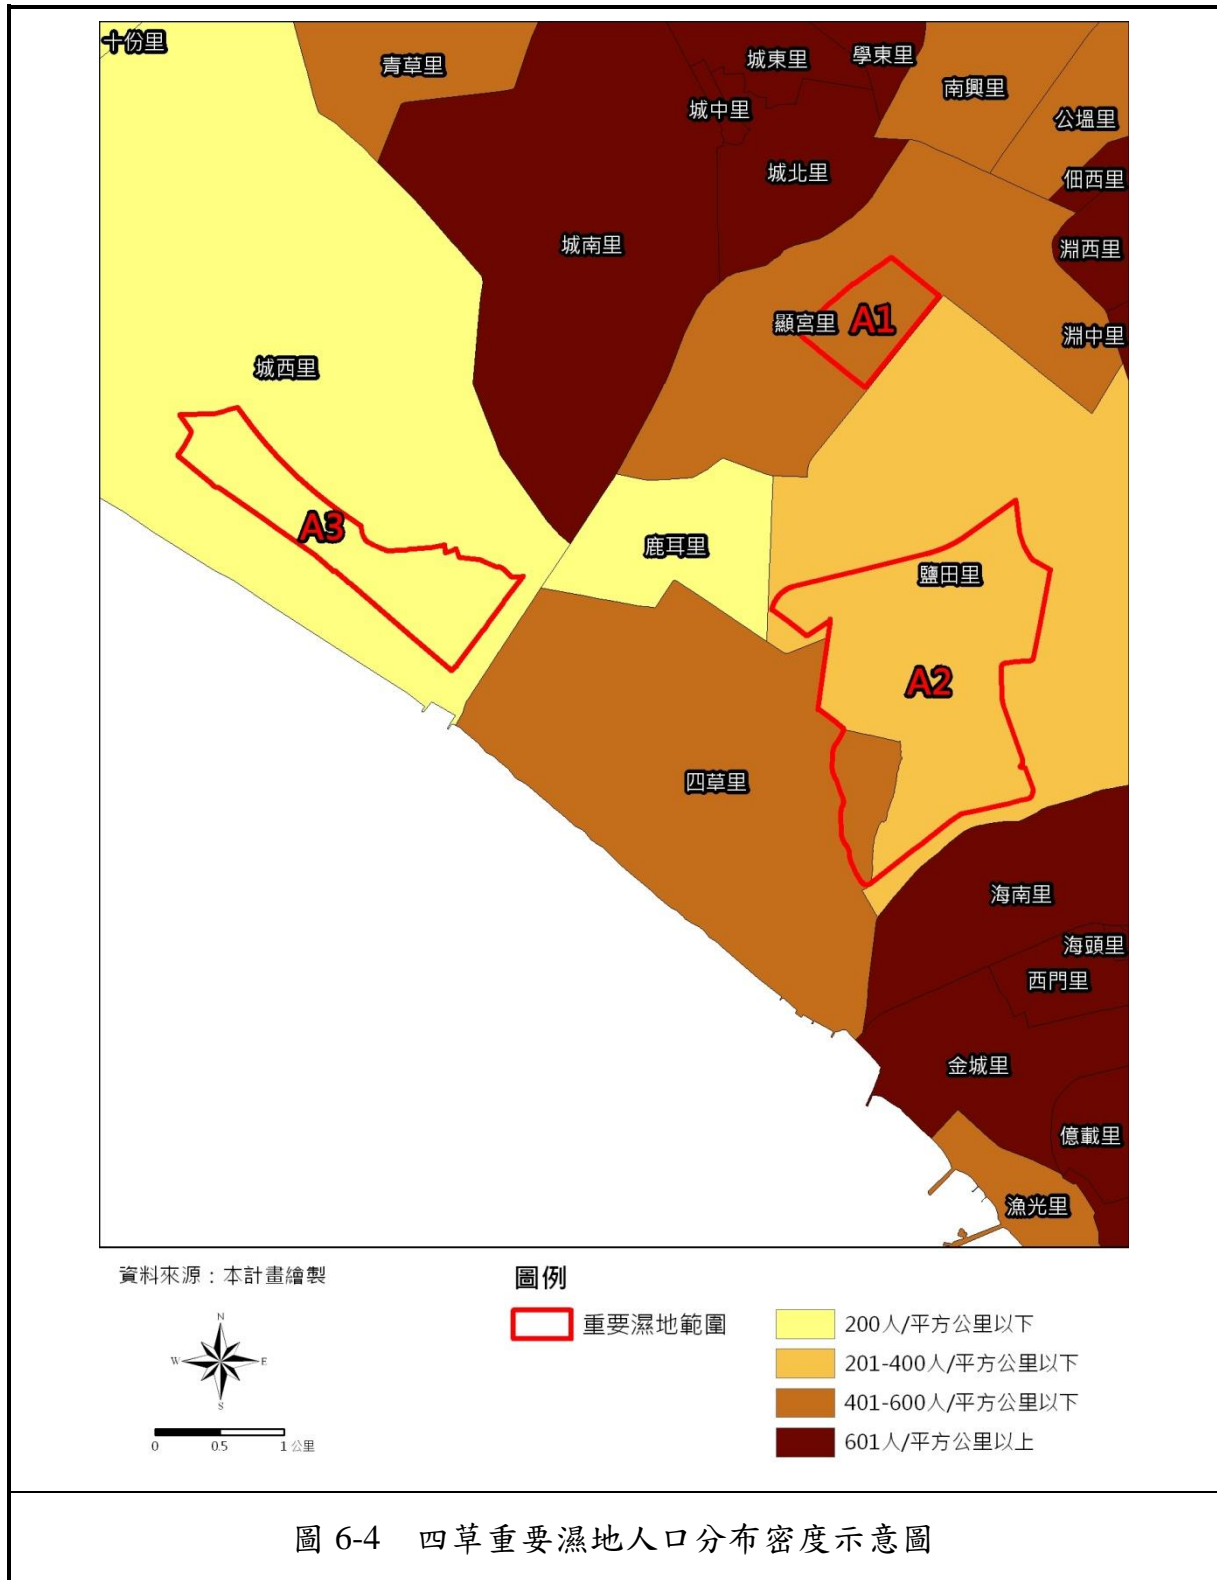 十份里
青草里
城東里
學東里
南興里
城中里
公塭里
城北里
佃西里
城南里
淵西里
顯宮里
A1
淵中里
城西里
A3
鹿耳里
鹽田里
A2
四草里
海南里
海頭里
西門里
金城里
億載里
漁光里
資料來源：本計畫繪製
圖例
重要濕地範圍
200人/平方公里以下
201-400人/平方公里以下
401-600人/平方公里以下
601人/平方公里以上
N
W
E
S
0 0.5 1 公里
圖 6-4 四草重要濕地人口分布密度示意圖